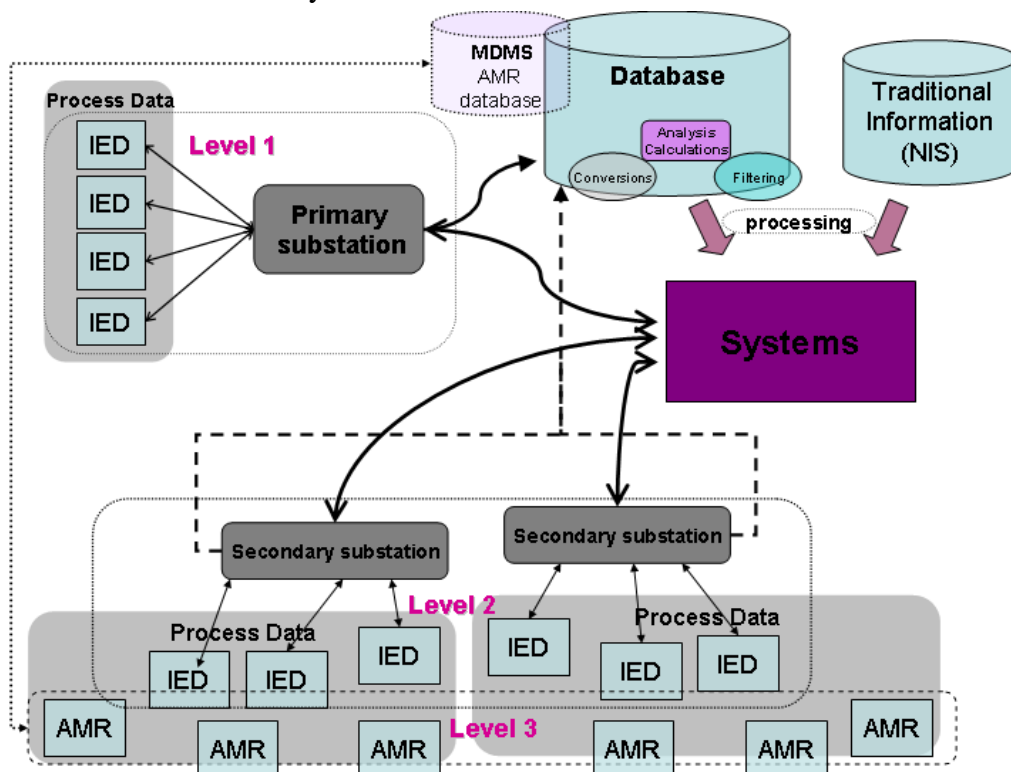 MDMS
AMR
database
Database
Analysis
Calculations
Conversions
Filtering
Traditional
Information
(NIS)
processing
Process Data
IED
IED
IED
IED
Level 1
Primary
substation
Systems
Secondary substation
Secondary substation
Level 2
Process Data
IED
IED
IED
Process Data
IED
IED
IED
Level 3
AMR
AMR
AMR
AMR
AMR
AMR